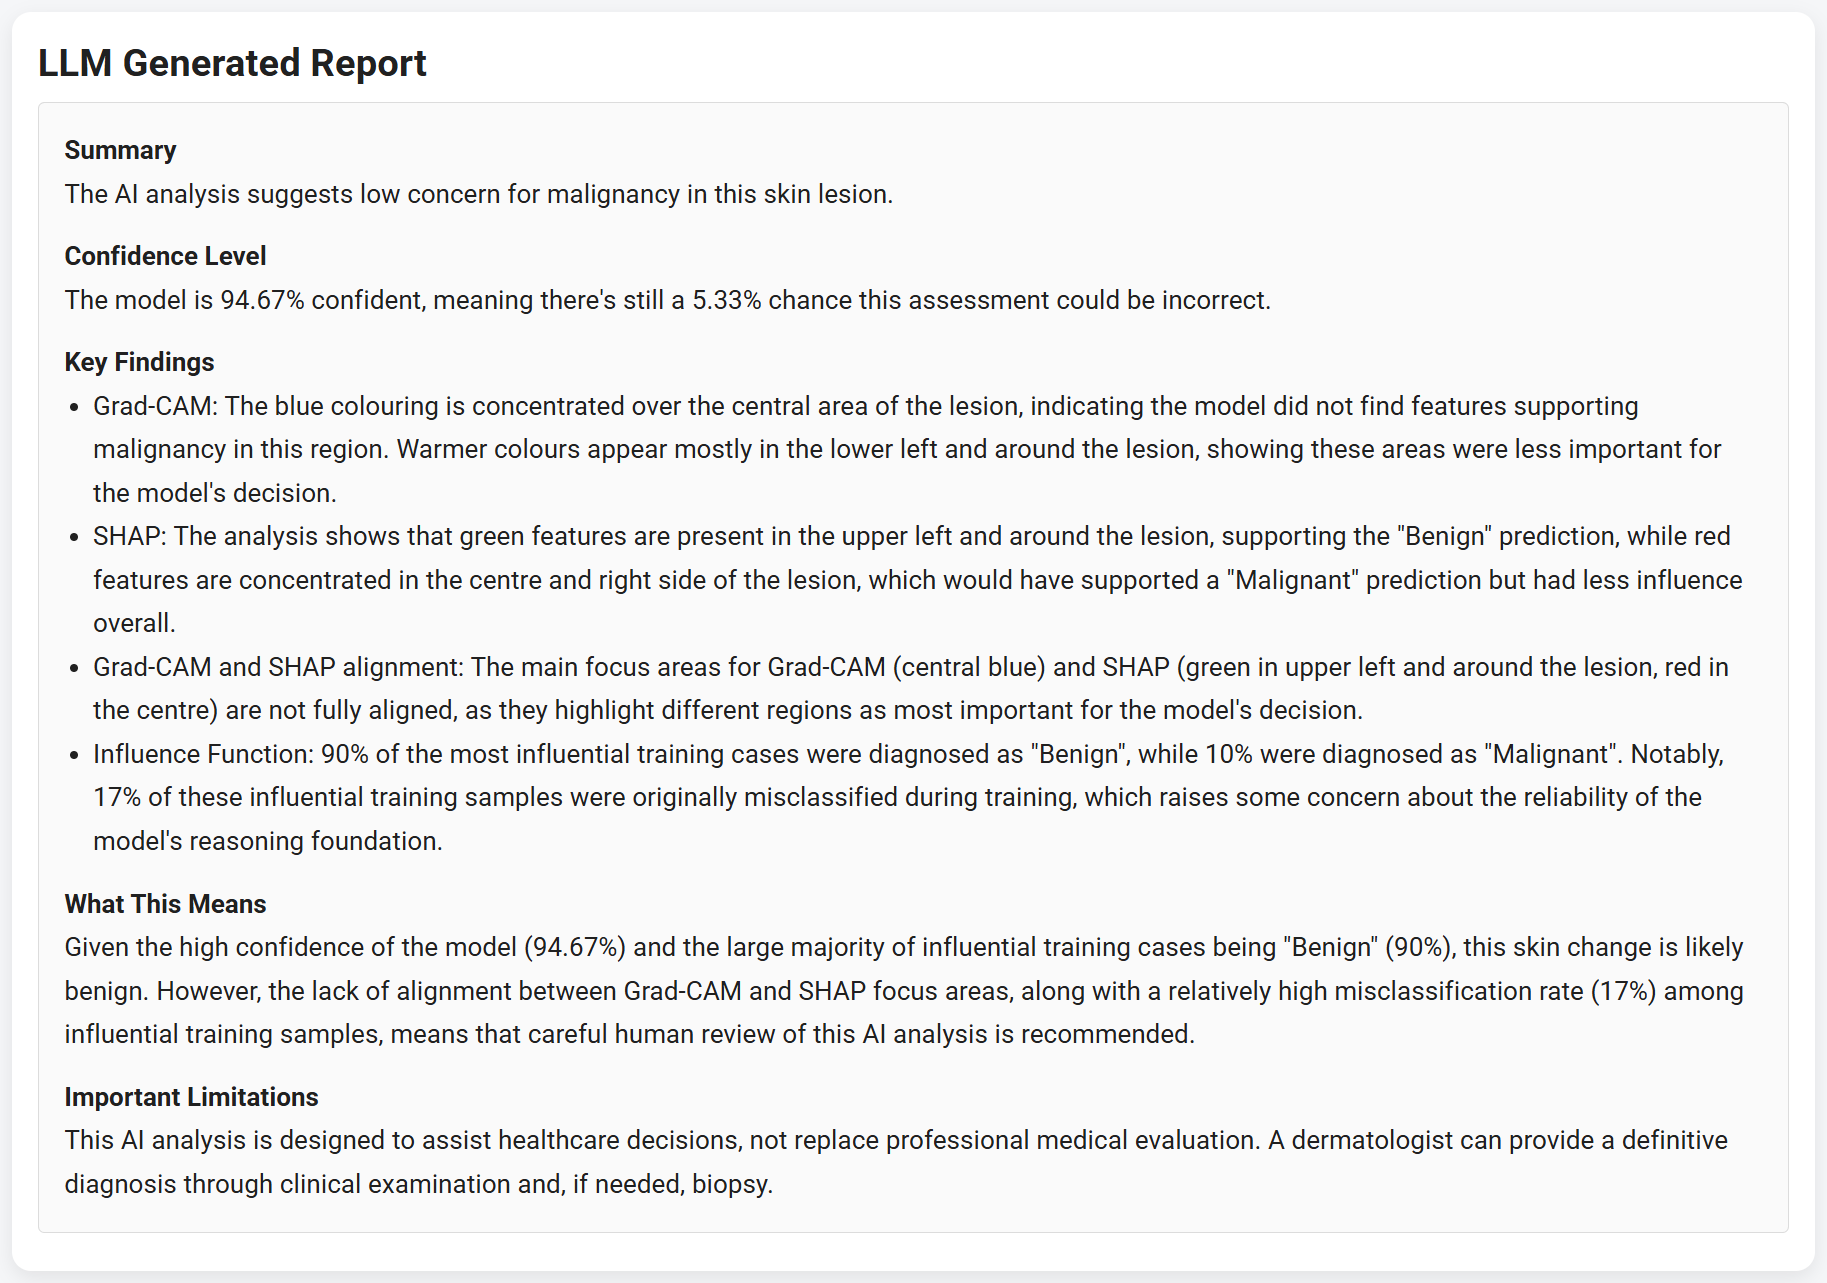 LLM Generated Report
Summary
The AI analysis suggests low concern for malignancy in this skin lesion.
Confidence Level
The model is 94.67% confident, meaning there's still a 5.33% chance this assessment could be incorrect.
Key Findings
• Grad-CAM: The blue colouring is concentrated over the central area of the lesion, indicating the model did not find features supporting
malignancy in this region. Warmer colours appear mostly in the lower left and around the lesion, showing these areas were less important for
the model's decision.
• SHAP: The analysis shows that green features are present in the upper left and around the lesion, supporting the "Benign" prediction, while red
features are concentrated in the centre and right side of the lesion, which would have supported a "Malignant" prediction but had less influence
overall.
• Grad-CAM and SHAP alignment: The main focus areas for Grad-CAM (central blue) and SHAP (green in upper left and around the lesion, red in
the centre) are not fully aligned, as they highlight different regions as most important for the model's decision.
• Influence Function: 90% of the most influential training cases were diagnosed as "Benign", while 10% were diagnosed as "Malignant". Notably,
17% of these influential training samples were originally misclassified during training, which raises some concern about the reliability of the
model's reasoning foundation.
What This Means
Given the high confidence of the model (94.67%) and the large majority of influential training cases being "Benign" (90%), this skin change is likely
benign. However, the lack of alignment between Grad-CAM and SHAP focus areas, along with a relatively high misclassification rate (17%) among
influential training samples, means that careful human review of this AI analysis is recommended.
Important Limitations
This AI analysis is designed to assist healthcare decisions, not replace professional medical evaluation. A dermatologist can provide a definitive
diagnosis through clinical examination and, if needed, biopsy.